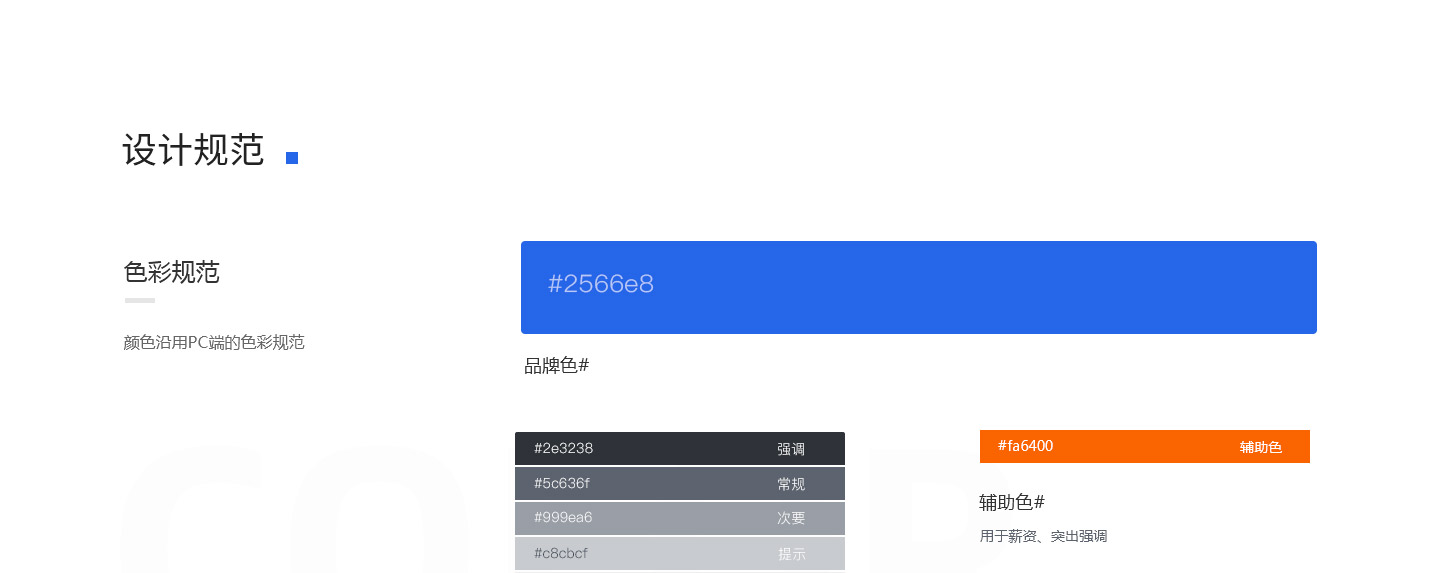 设计规范
色彩规范
颜色沿用PC端的色彩规范
#2566e8
品牌色#
#2e3238 强调
#5c636f 常规
#999ea6 次要
#c8cbcf 提示
#fa6400 辅助色
辅助色#
用于薪资、突出强调